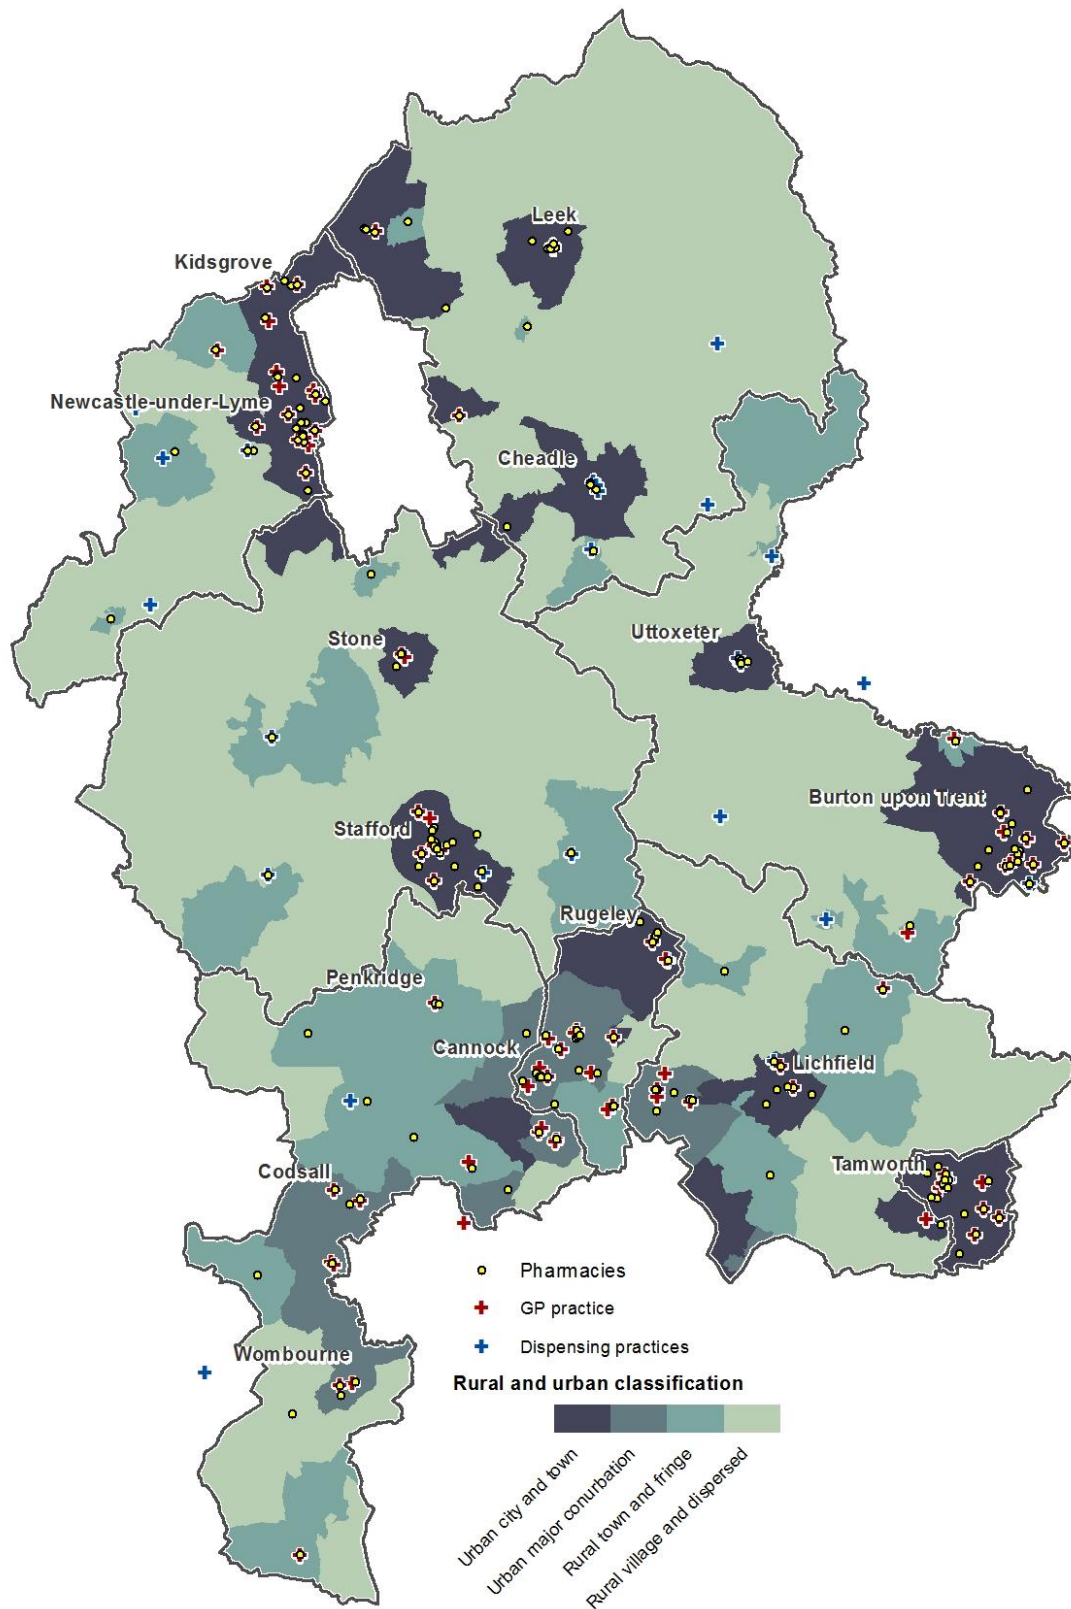 Leek
Kidsgrove
Newcastle-under-Lyme
Cheadle
Stone
Uttoxeter
Burton upon Trent
Stafford
Rugeley
Penkridge
Cannock
Lichfield
Tamworth
Codsall
Pharmacies
GP practice
Dispensing practices
Wombourne
Rural and urban classification
Urban city and town
Urban major conurbation
Rural town and fringe
Rural village and dispersed